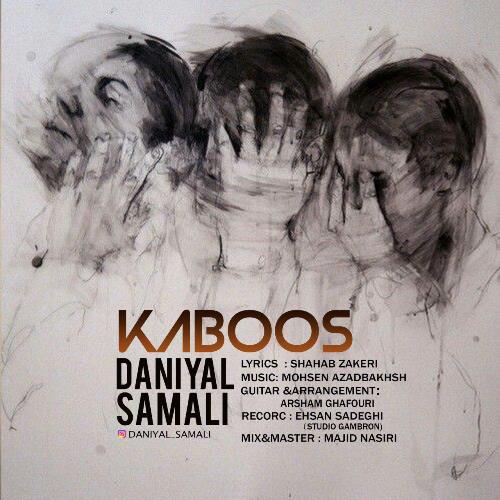 KABOOS
DANIYAL
SAMALI
DANIYAL_SAMALI
LYRICS : SHAHAB ZAKERI
MUSIC: MOHSEN AZADBAKHSH
GUITAR &ARRANGEMENT:
ARSHAM GHAFOURI
RECORC : EHSAN SADEGHI
(STUDIO GAMBRON)
MIX&MASTER : MAJID NASIRI